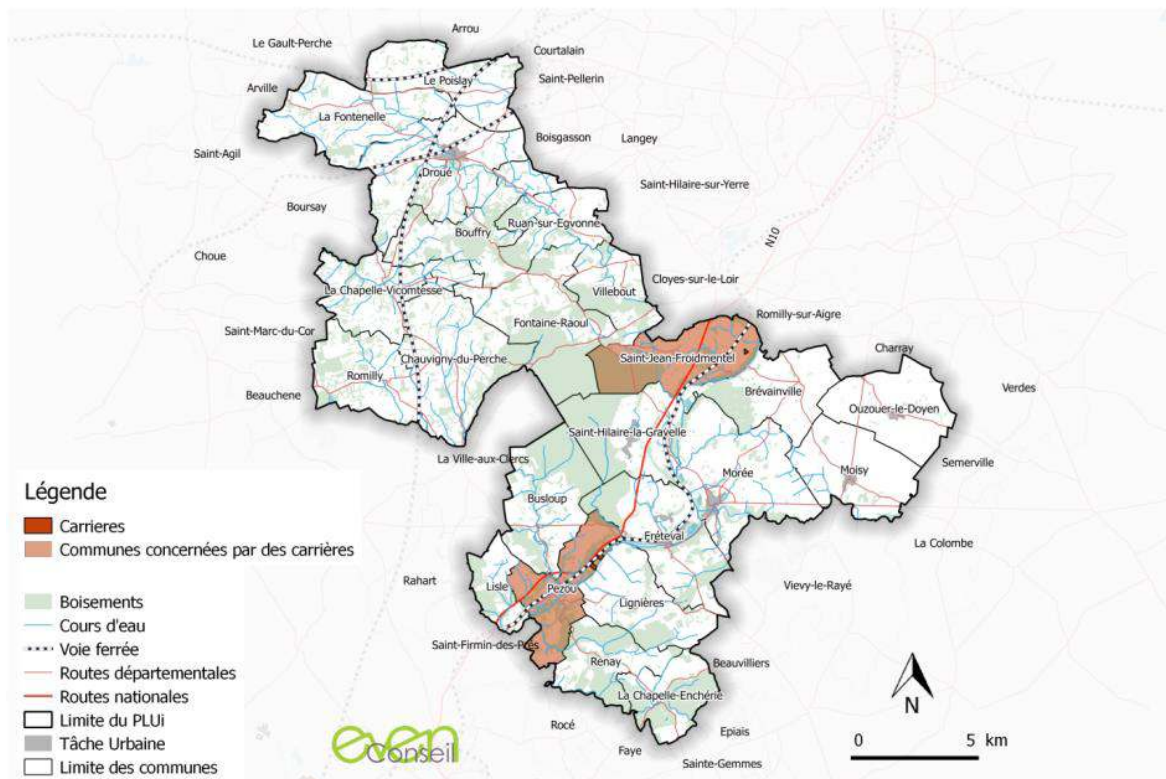 Arrou
Le Gault-Perche
Courtalain
Le Poislay
Saint-Pellerin
Arville
La Fontenelle
Boisgasson
Langey
Saint-Agil
Droué
Saint-Hilaire-sur-Yerre
Boursay
Ruan-sur-Egvonne
Bouffry
N10
Choue
Cloyes-sur-le-Loir
La Chapelle-Vicomtesse
Villebout
Romilly-sur-Aigre
Fontaine-Raoul
Saint-Marc-du-Cor
Saint-Jean-Froidmentel
Charray
Chauvigny-du-Perche
Romilly
Verdes
Brévainville
Beauchene
Ouzouer-le-Doyen
Saint-Hilaire-la-Gravelle
La Ville-aux-Clercs
Semerville
Morée
Moisy
Busloup
La Colombe
Fréteval
Rahart
Lisle
Pezou
Vievy-le-Rayé
Lignières
Saint-Firmin-des-Prés
Renay
Beauvilliers
La Chapelle-Enchérie
Rocé
Epiais
Faye
Sainte-Gemmes
Légende
Carrieres
Communes concernées par des carrières
Boisements
Cours d'eau
Voie ferrée
Routes départementales
Routes nationales
Limite du PLUi
Tâche Urbaine
Limite des communes
even
Conseil
N
0 5 km